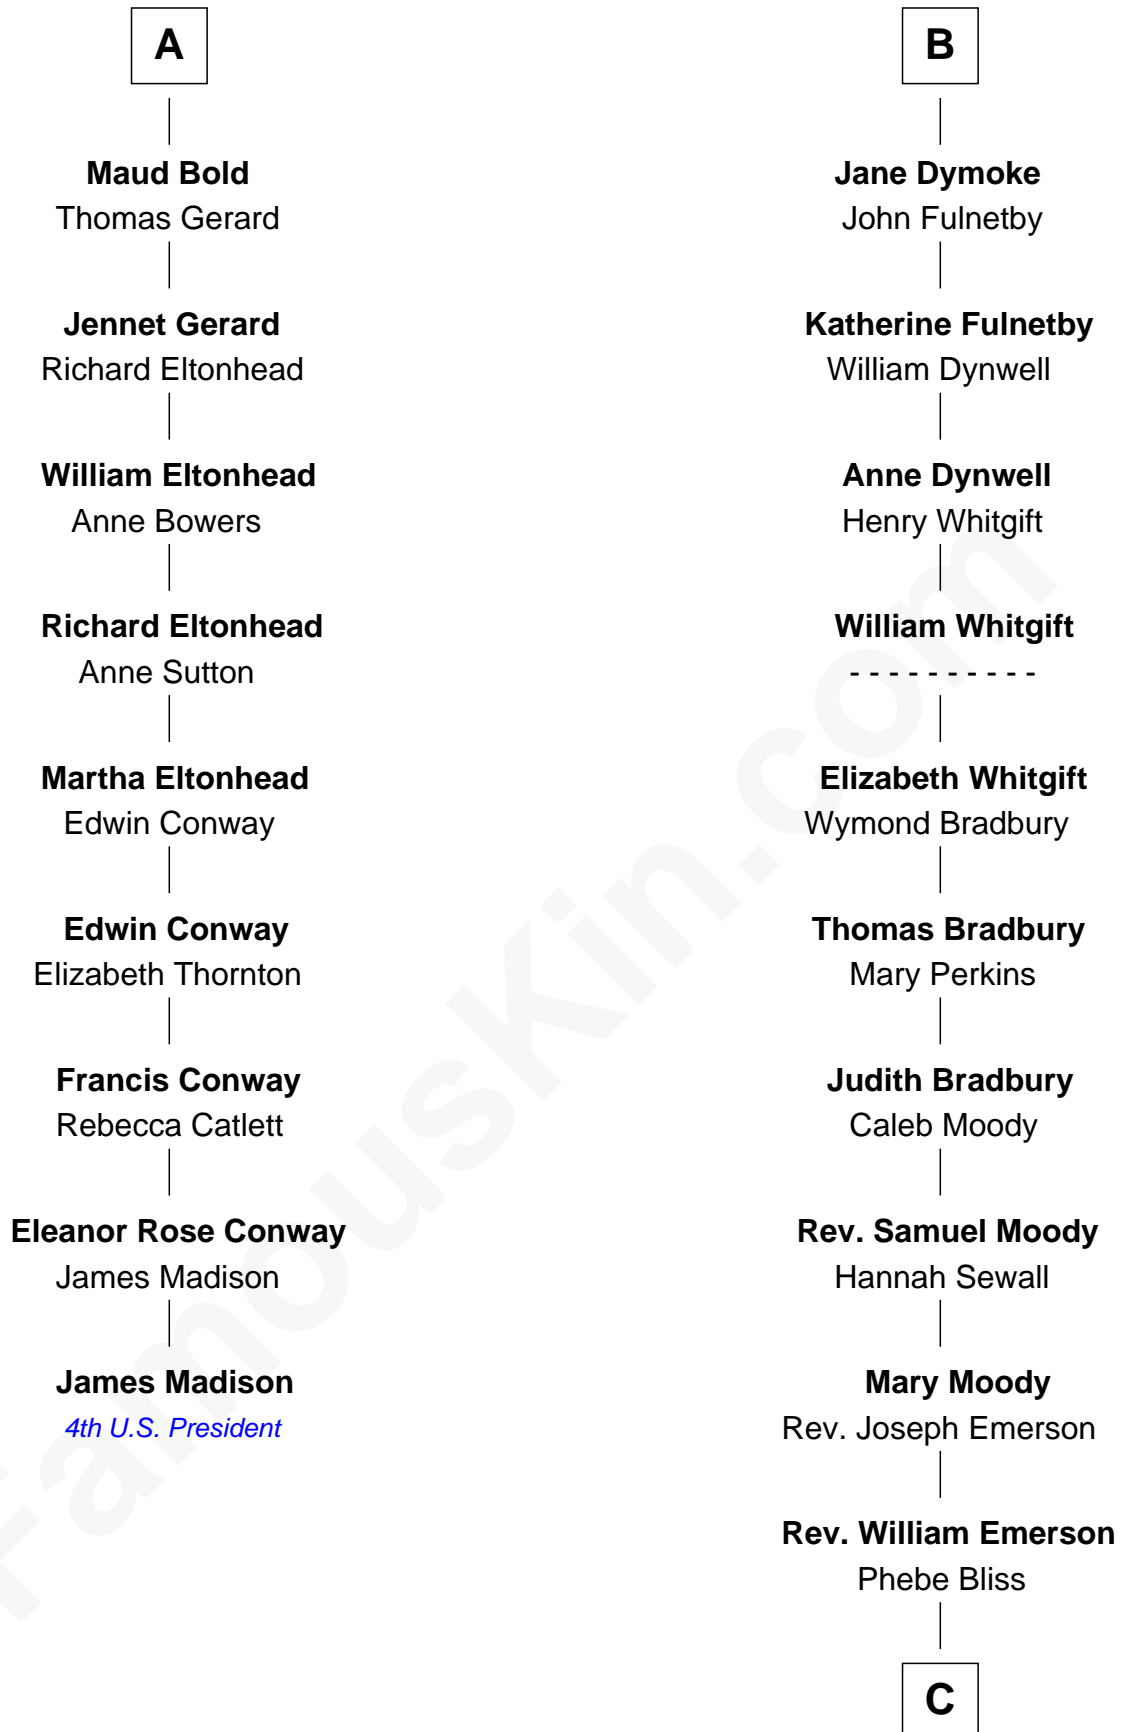 A
Maud Bold
Thomas Gerard
Jennet Gerard
Richard Eltonhead
William Eltonhead
Anne Bowers
Richard Eltonhead
Anne Sutton
Martha Eltonhead
Edwin Conway
Edwin Conway
Elizabeth Thornton
Francis Conway
Rebecca Catlett
Eleanor Rose Conway
James Madison
James Madison
4th U.S. President
B
Jane Dymoke
John Fulnetby
Katherine Fulnetby
William Dynwell
Anne Dynwell
Henry Whitgift
William Whitgift
- - - - - - - - - -
Elizabeth Whitgift
Wymond Bradbury
Thomas Bradbury
Mary Perkins
Judith Bradbury
Caleb Moody
Rev. Samuel Moody
Hannah Sewall
Mary Moody
Rev. Joseph Emerson
Rev. William Emerson
Phebe Bliss
C
FamousKin.com